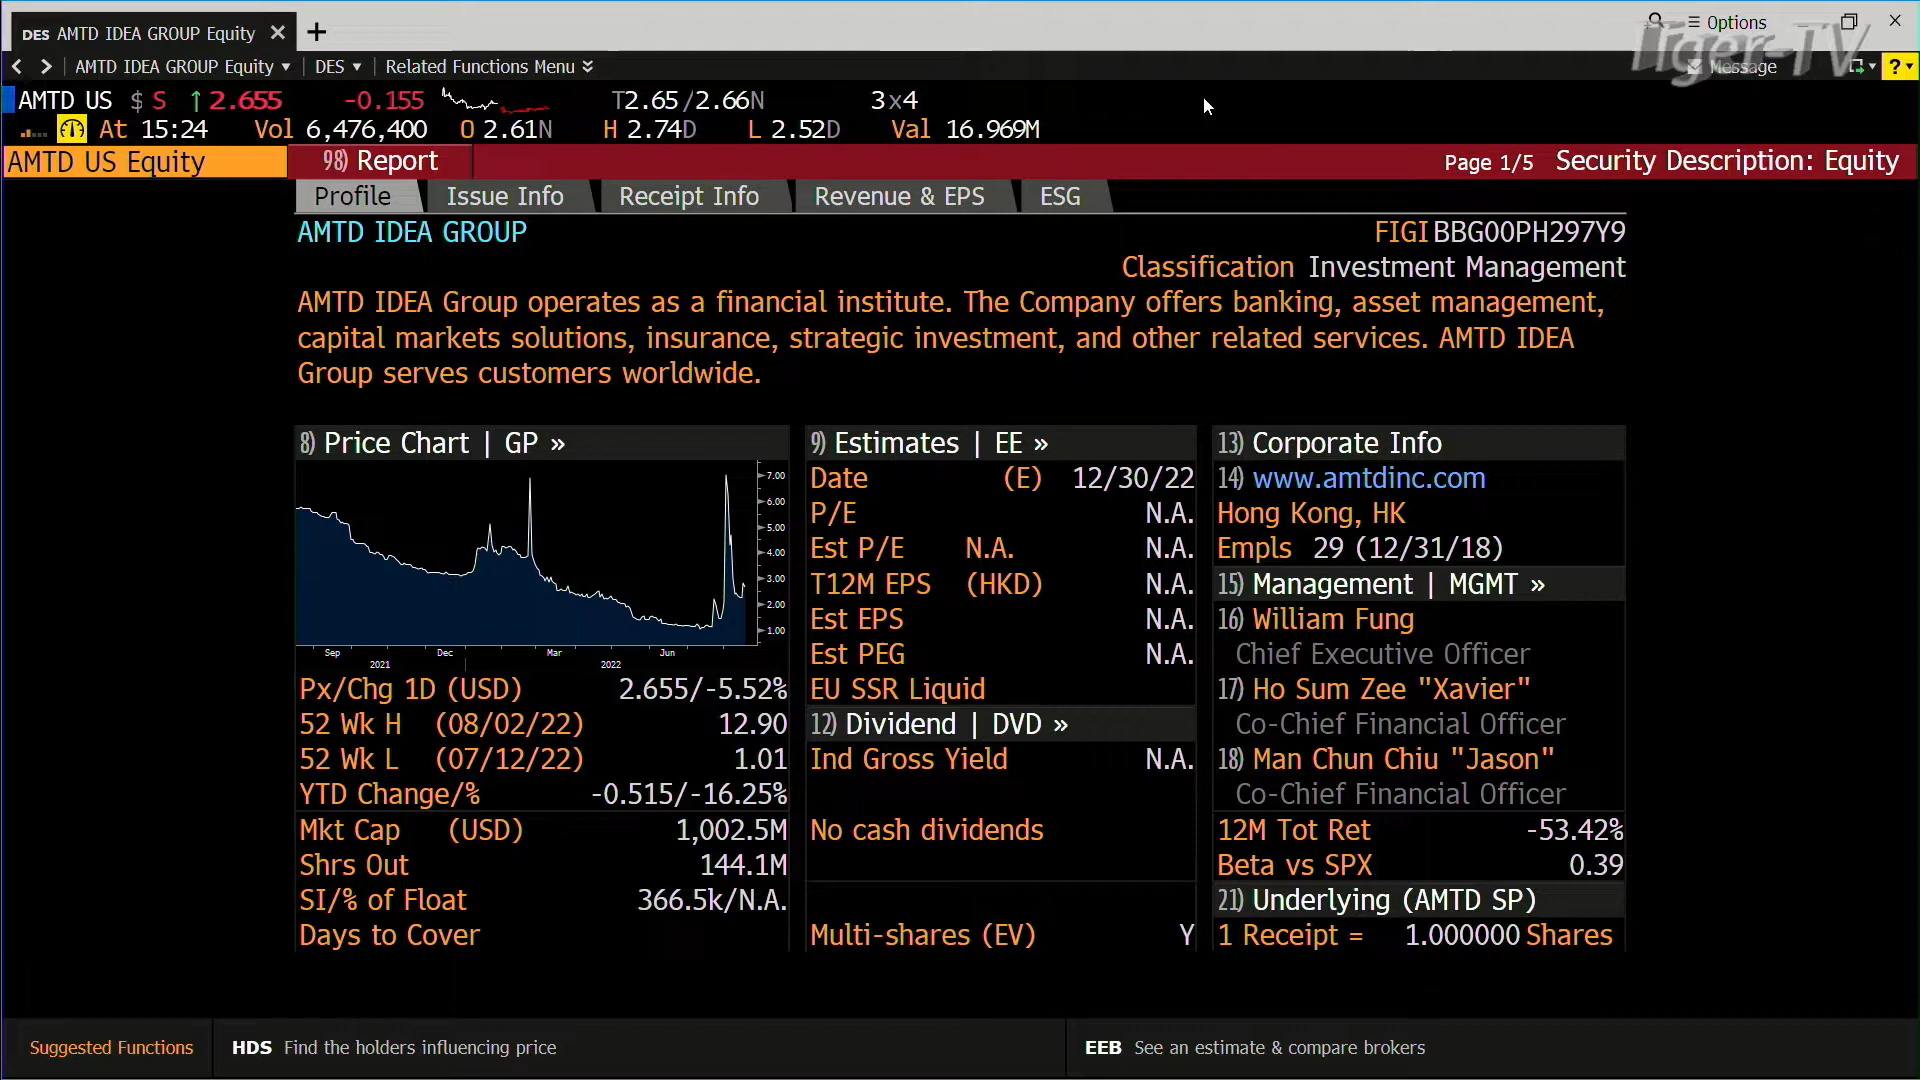 DES AMTD IDEA GROUP Equity
Options
Tiger-TV
AMTD IDEA GROUP Equity DES Related Functions Menu
Message
?
AMTD US $ S ↑2.655 -0.155 T2.65/2.66N 3x4
At 15:24 Vol 6,476,400 O 2.61N H 2.74D L 2.52D Val 16.969M
AMTD US Equity 98) Report Page 1/5 Security Description: Equity
Profile Issue Info Receipt Info Revenue & EPS ESG
AMTD IDEA GROUP FIGI BBG00PH297Y9
Classification Investment Management
AMTD IDEA Group operates as a financial institute. The Company offers banking, asset management,
capital markets solutions, insurance, strategic investment, and other related services. AMTD IDEA
Group serves customers worldwide.
8) Price Chart | GP »
7.00
6.00
5.00
4.00
3.00
2.00
1.00
Sep Dec Mar Jun
2021 2022
Px/Chg 1D (USD) 2.655/-5.52%
52 Wk H (08/02/22) 12.90
52 Wk L (07/12/22) 1.01
YTD Change/% -0.515/-16.25%
Mkt Cap (USD) 1,002.5M
Shrs Out 144.1M
SI/% of Float 366.5k/N.A.
Days to Cover
9) Estimates | EE »
Date (E) 12/30/22
P/E N.A.
Est P/E N.A. N.A.
T12M EPS (HKD) N.A.
Est EPS N.A.
Est PEG N.A.
EU SSR Liquid
12) Dividend | DVD »
Ind Gross Yield N.A.
No cash dividends
Multi-shares (EV) Y
13) Corporate Info
14) www.amtdinc.com
Hong Kong, HK
Empls 29 (12/31/18)
15) Management | MGMT »
16) William Fung
Chief Executive Officer
17) Ho Sum Zee "Xavier"
Co-Chief Financial Officer
18) Man Chun Chiu "Jason"
Co-Chief Financial Officer
12M Tot Ret -53.42%
Beta vs SPX 0.39
21) Underlying (AMTD SP)
1 Receipt = 1.000000 Shares
Suggested Functions HDS Find the holders influencing price EEB See an estimate & compare brokers